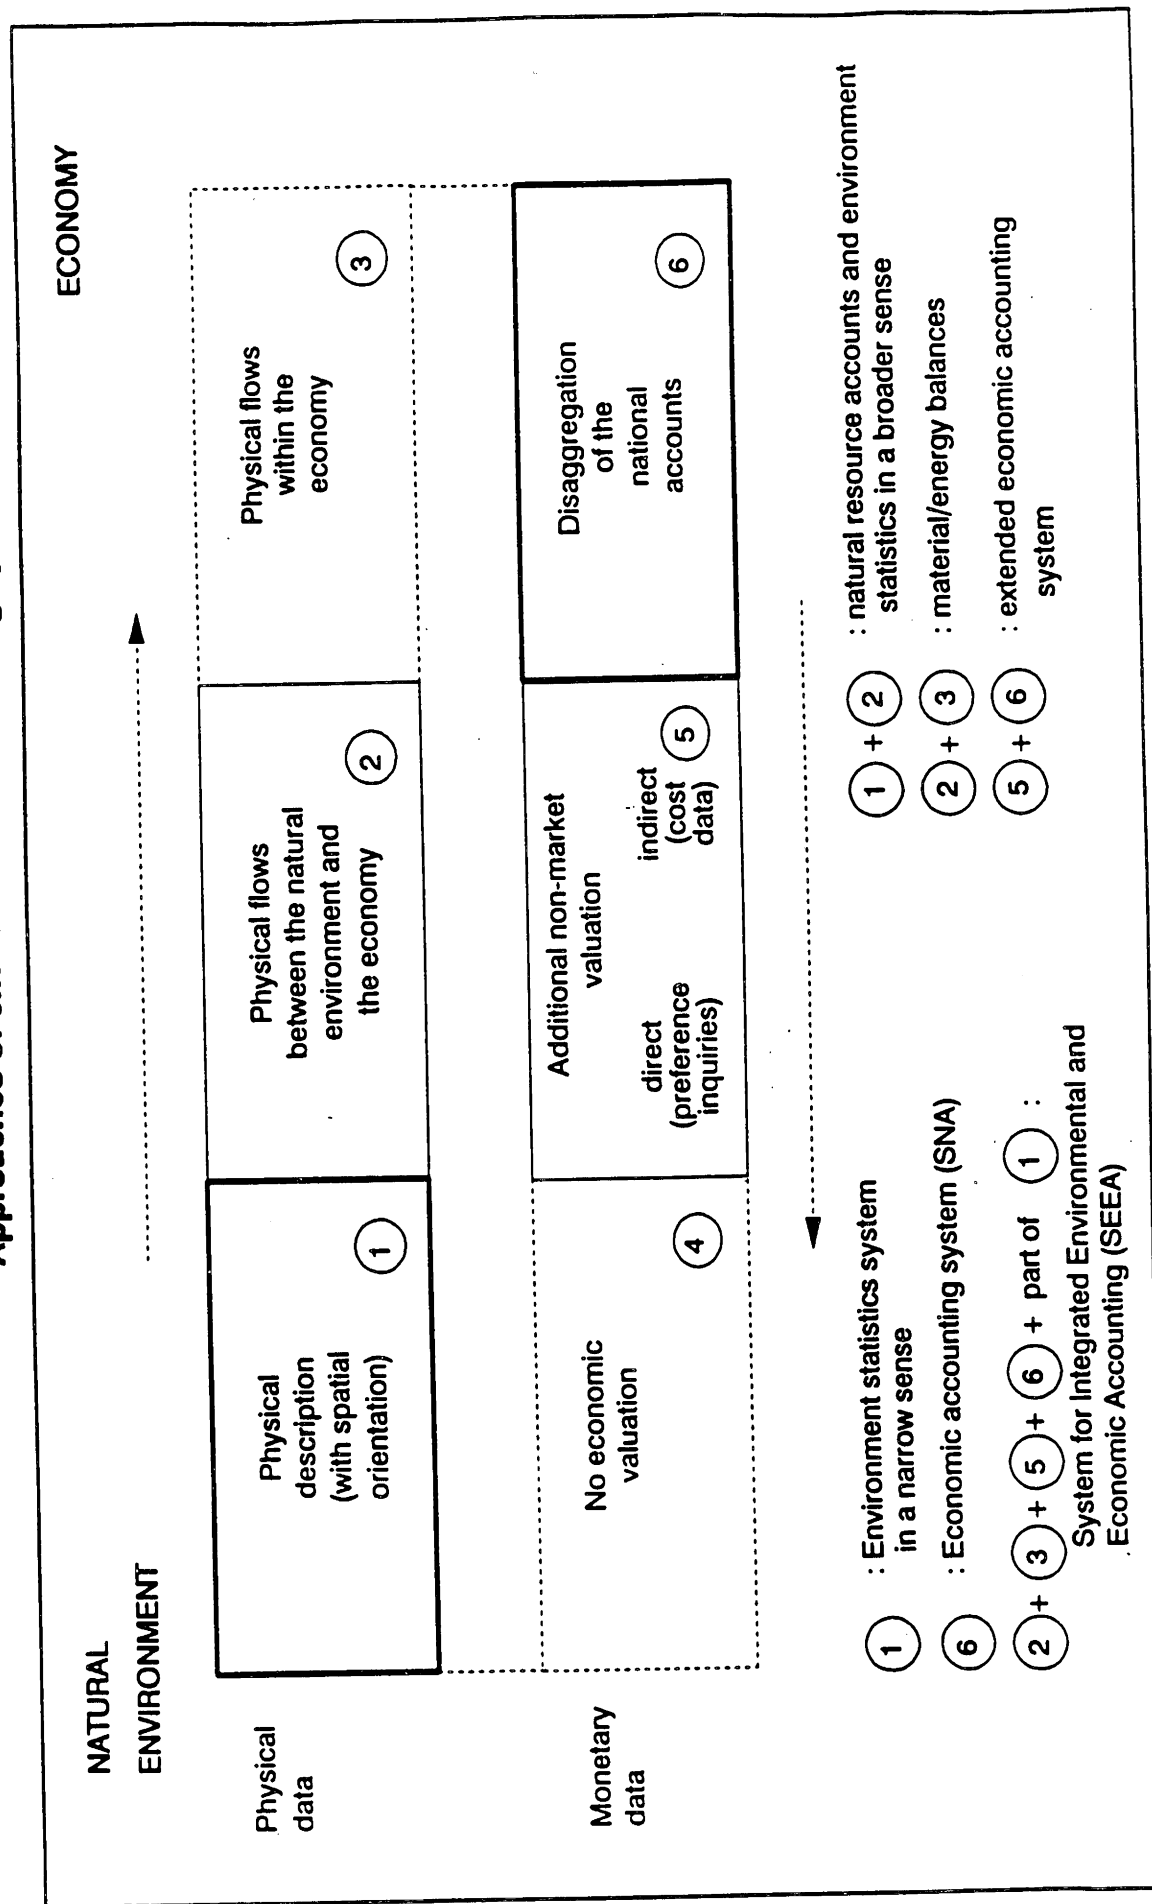 NATURAL
ENVIRONMENT
ECONOMY
Physical
data
Physical
description
(with spatial
orientation)
1
Physical flows
between the natural
environment and
the economy
2
Physical flows
within the
economy
3
Monetary
data
No economic
valuation
4
Additional non-market
valuation
direct
(preference
inquiries)
indirect
(cost
data)
5
Disaggregation
of the
national
accounts
6
1 : Environment statistics system
in a narrow sense
6 : Economic accounting system (SNA)
2 + 3 + 5 + 6 + part of 1 :
System for Integrated Environmental and
Economic Accounting (SEEA)
1 + 2 : natural resource accounts and environment
statistics in a broader sense
2 + 3 : material/energy balances
5 + 6 : extended economic accounting
system